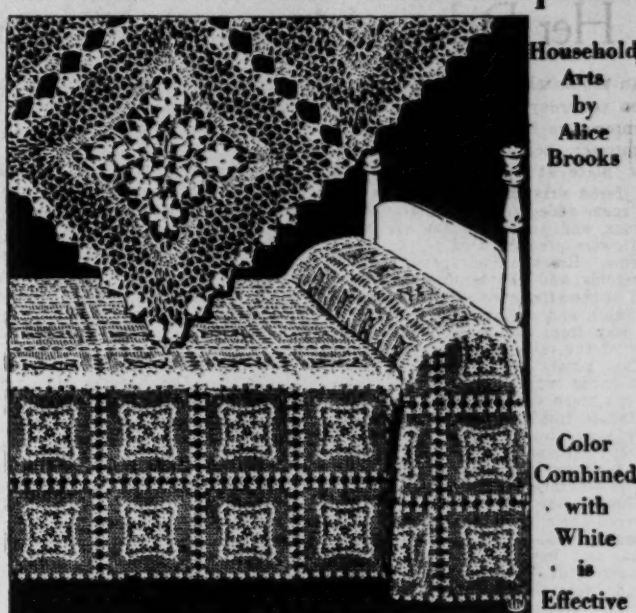 Household
Arts
by
Alice
Brooks
Color
Combined
with
White
is
Effective